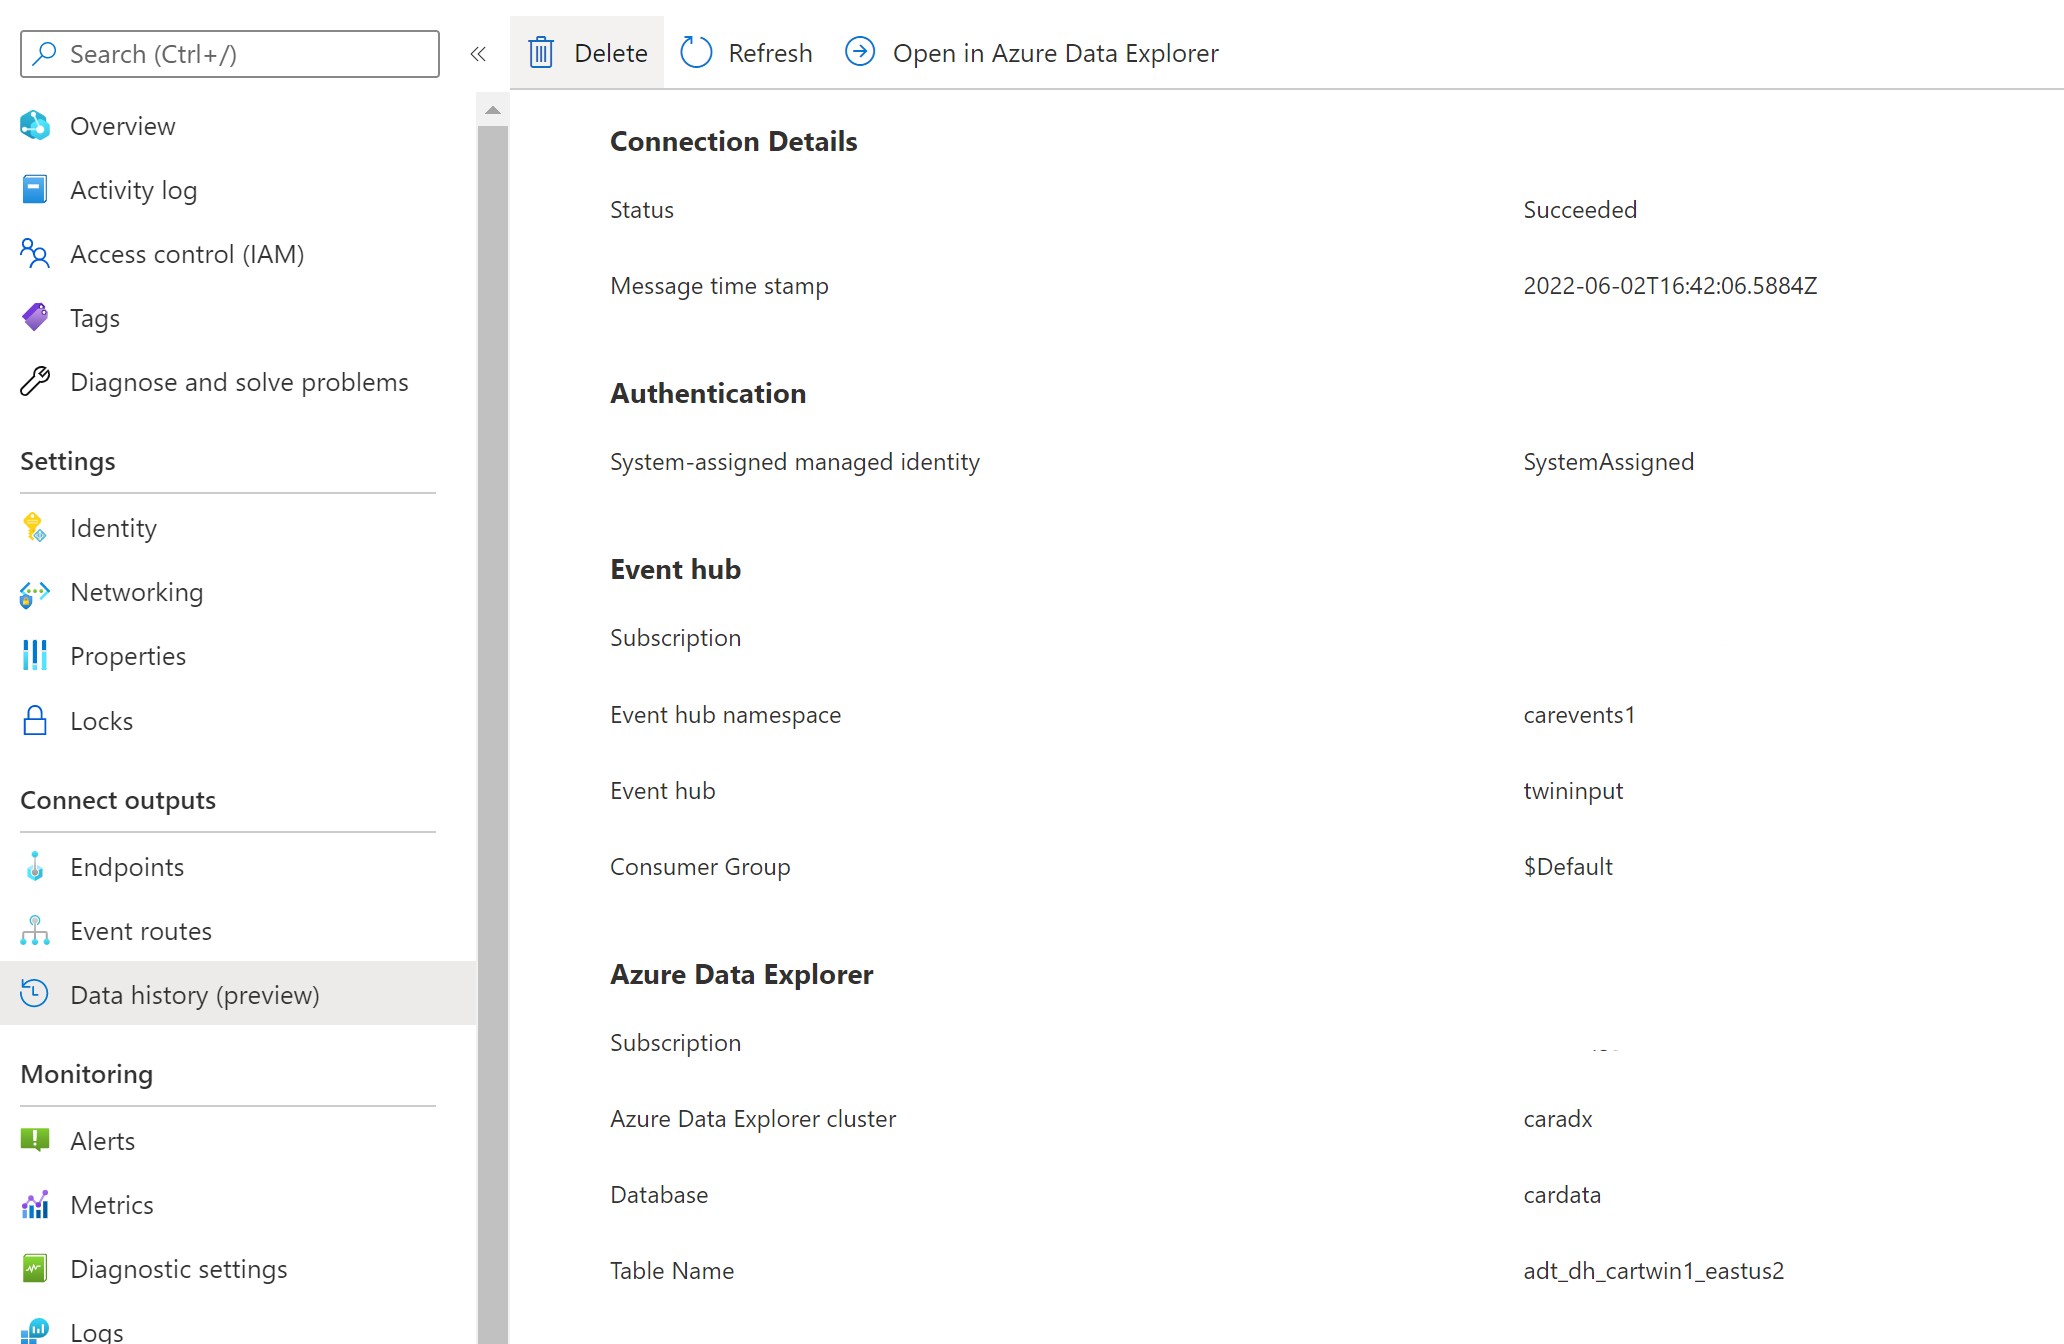 Search (Ctrl+/)
«
Delete
Refresh
Open in Azure Data Explorer
Overview
Activity log
Access control (IAM)
Tags
Diagnose and solve problems
Settings
Identity
Networking
Properties
Locks
Connect outputs
Endpoints
Event routes
Data history (preview)
Monitoring
Alerts
Metrics
Diagnostic settings
Logs
Connection Details
Status Succeeded
Message time stamp 2022-06-02T16:42:06.5884Z
Authentication
System-assigned managed identity SystemAssigned
Event hub
Subscription
Event hub namespace carevents1
Event hub twininput
Consumer Group $Default
Azure Data Explorer
Subscription
Azure Data Explorer cluster caradx
Database cardata
Table Name adt_dh_cartwin1_eastus2